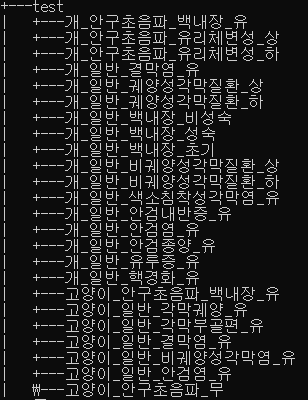 +---test
|   +---개_안구초음파_백내장_유
|   +---개_안구초음파_유리체변성_상
|   +---개_안구초음파_유리체변성_하
|   +---개_일반_결막염_유
|   +---개_일반_궤양성각막질환_상
|   +---개_일반_궤양성각막질환_하
|   +---개_일반_백내장_비성숙
|   +---개_일반_백내장_성숙
|   +---개_일반_백내장_초기
|   +---개_일반_비궤양성각막질환_상
|   +---개_일반_비궤양성각막질환_하
|   +---개_일반_색소침착성각막염_유
|   +---개_일반_안검내반증_유
|   +---개_일반_안검염_유
|   +---개_일반_안검종양_유
|   +---개_일반_유루증_유
|   +---개_일반_핵경화_유
|   +---고양이_안구초음파_백내장_유
|   +---고양이_일반_각막궤양_유
|   +---고양이_일반_각막부골편_유
|   +---고양이_일반_결막염_유
|   +---고양이_일반_비궤양성각막염_유
|   +---고양이_일반_안검염_유
|   ₩---고양이_안구초음파_무